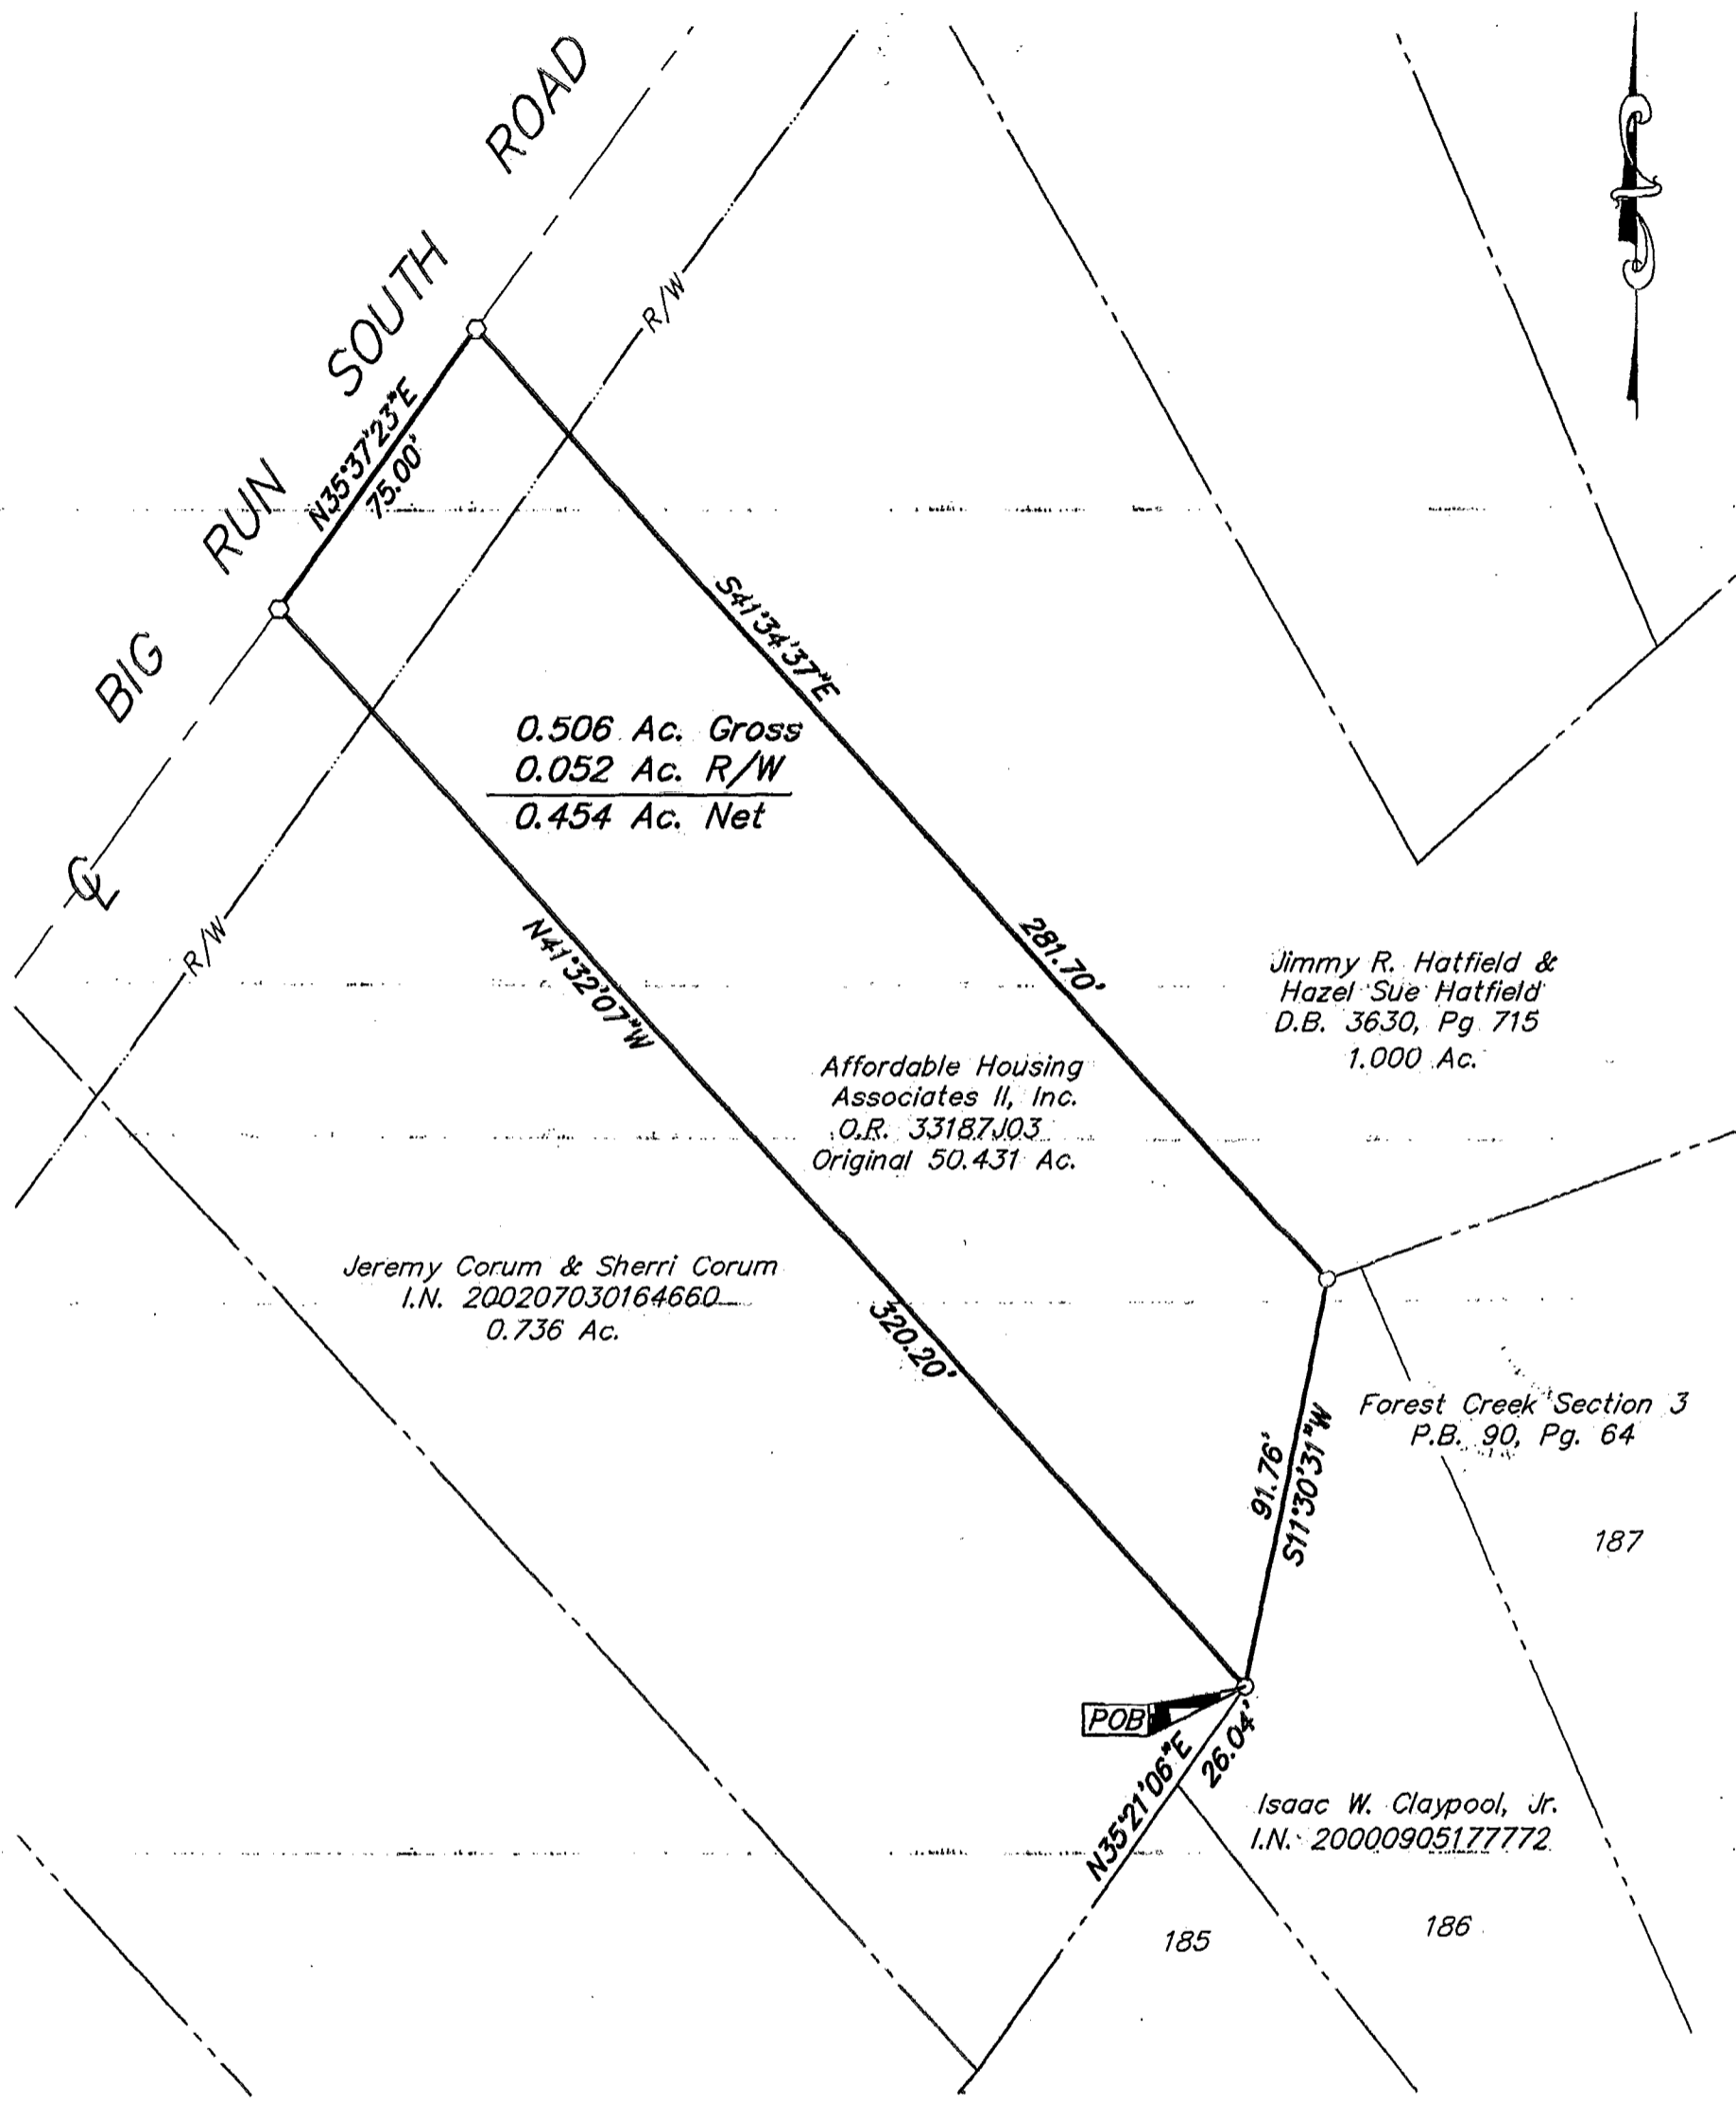 BIG RUN SOUTH ROAD
R/W
N35°37'23"E
75.00'
S41°34'37"E
0.506 Ac. Gross
0.052 Ac. R/W
0.454 Ac. Net
℄
R/W
N41°32'07"W
281.70'
Jimmy R. Hatfield &
Hazel Sue Hatfield
D.B. 3630, Pg 715
1.000 Ac.
Affordable Housing
Associates II, Inc.
O.R. 33187J03
Original 50.431 Ac.
Jeremy Corum & Sherri Corum
I.N. 200207030164660
0.736 Ac.
320.20'
Forest Creek Section 3
P.B. 90, Pg. 64
91.76'
S11°30'31"W
187
POB
N35°21'06"E
26.04'
Isaac W. Claypool, Jr.
I.N. 20000905177772
185
186